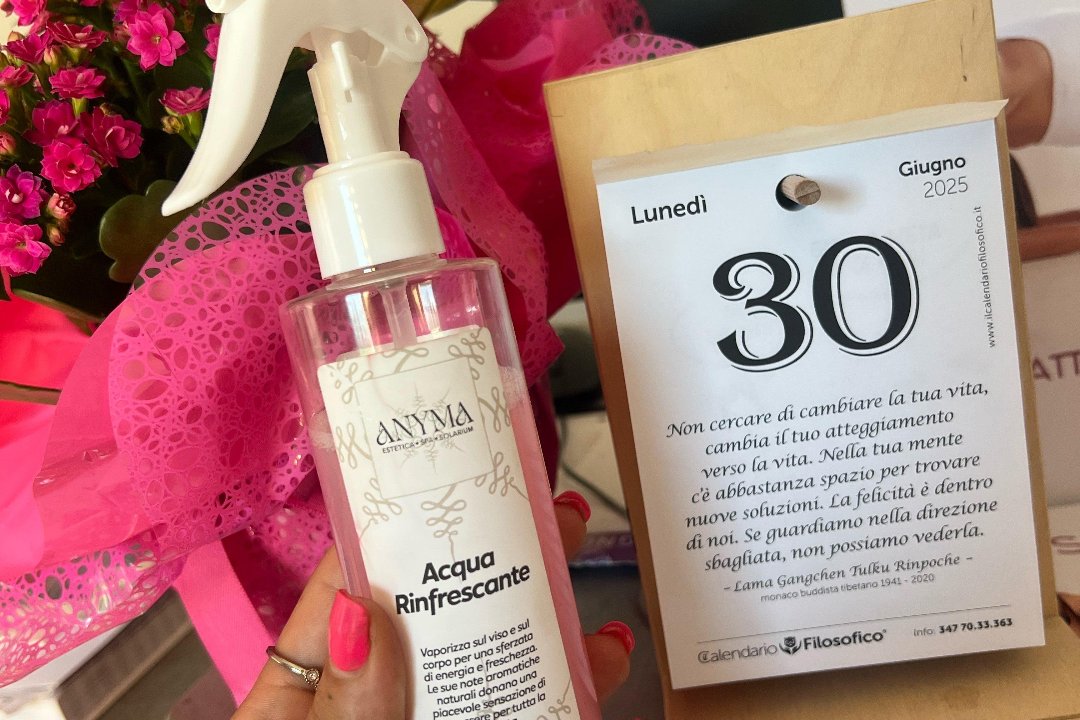 ANYMA
ESTETICA • SPA • SOLARIUM
Acqua
Rinfrescante
Vaporizza sul viso e sul
corpo per una sferzata
di energia e freschezza.
Le sue note aromatiche
naturali donano una
piacevole sensazione di
per tutta la
Lunedì
Giugno
2025
30
www.ilcalendariofilosofico.it
Non cercare di cambiare la tua vita,
cambia il tuo atteggiamento
verso la vita. Nella tua mente
c'è abbastanza spazio per trovare
nuove soluzioni. La felicità è dentro
di noi. Se guardiamo nella direzione
sbagliata, non possiamo vederla.
- Lama Gangchen Tulku Rinpoche -
monaco buddista tibetano 1941 - 2020
Il Calendario Filosofico®
Info: 347 70.33.363